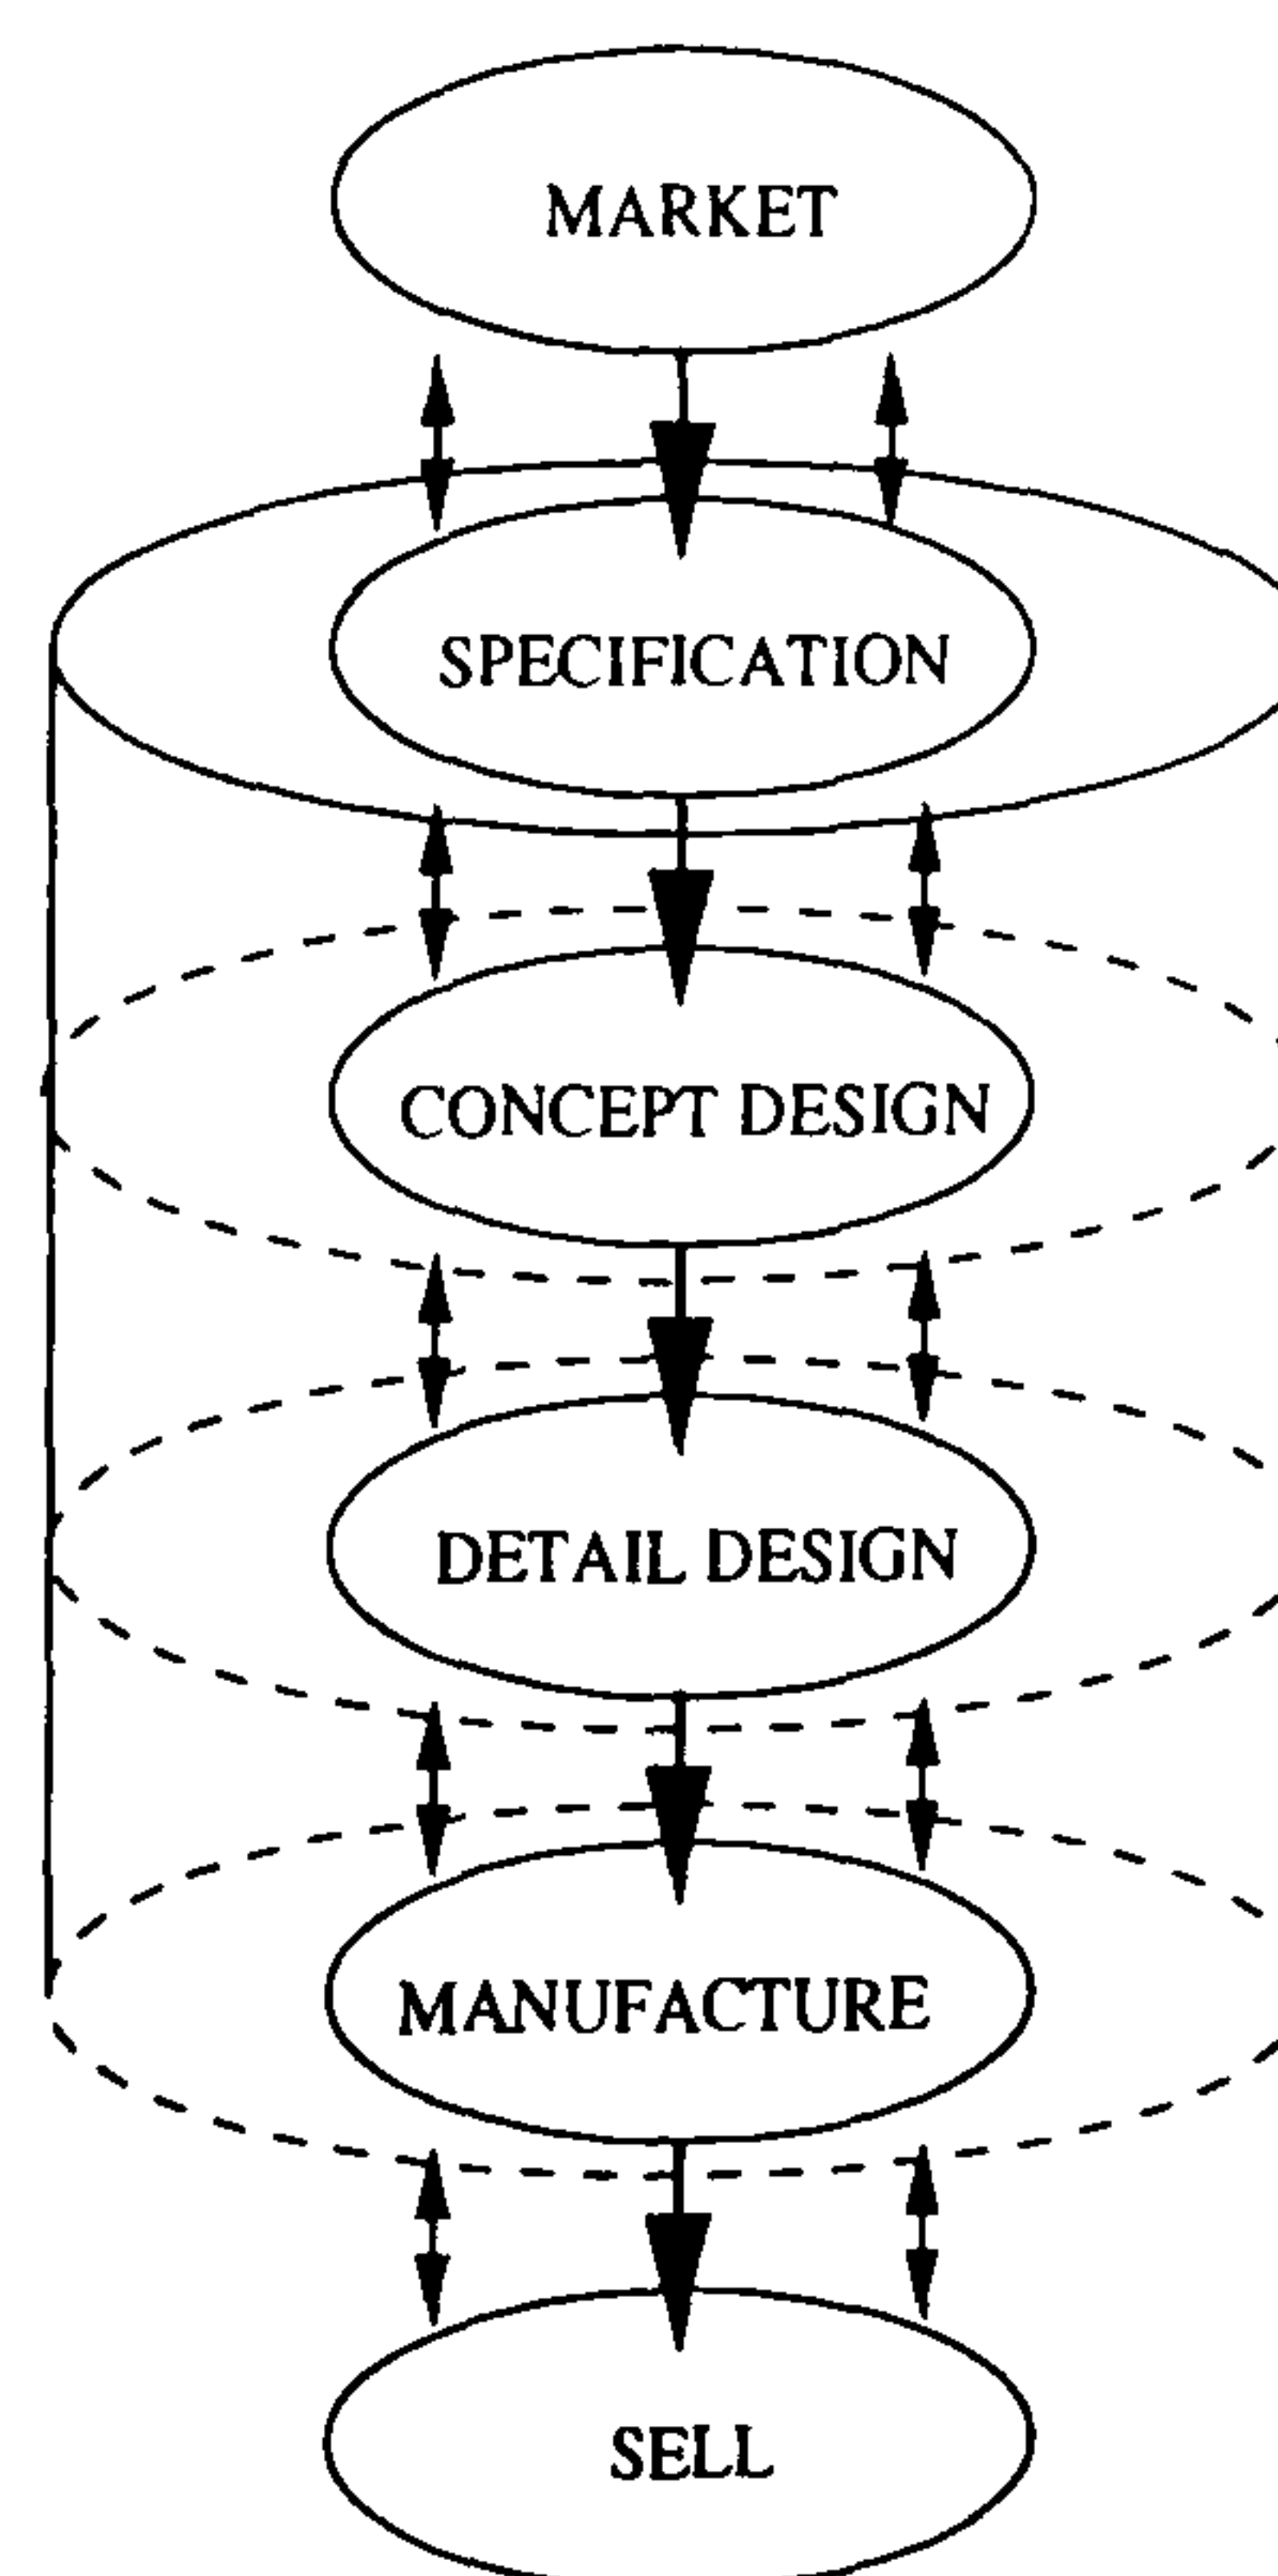 MARKET
SPECIFICATION
CONCEPT DESIGN
DETAIL DESIGN
MANUFACTURE
SELL